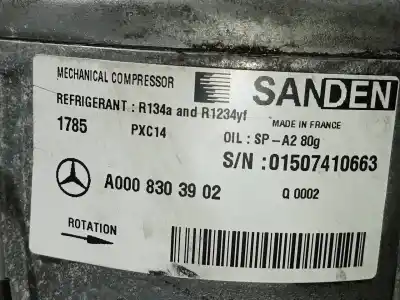 MECHANICAL COMPRESSOR
SANDEN
REFRIGERANT : R134a and R1234yf
MADE IN FRANCE
1785 PXC14 OIL : SP-A2 80g
S/N : 01507410663
A000 830 39 02 Q 0002
ROTATION